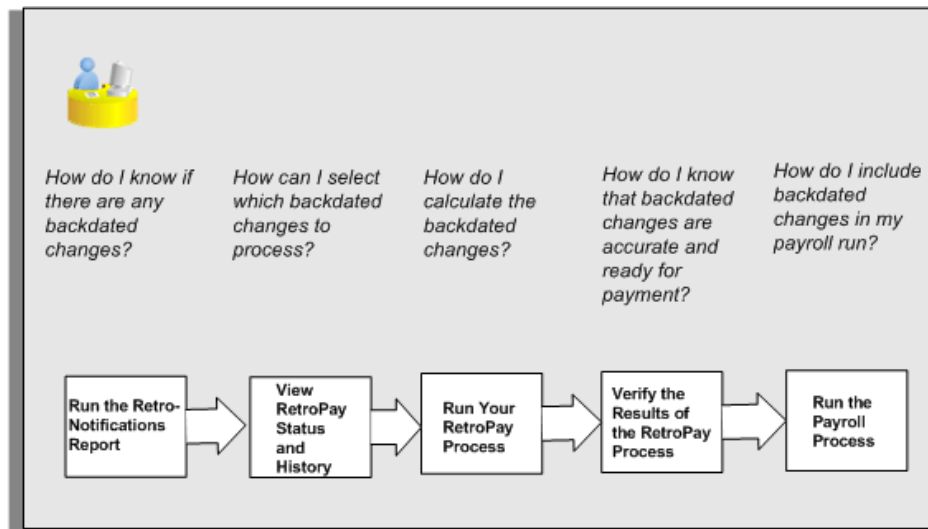 How do I know if
there are any
backdated
changes?
How can I select
which backdated
changes to
process?
How do I
calculate the
backdated
changes?
How do I know
that backdated
changes are
accurate and
ready for
payment?
How do I include
backdated
changes in my
payroll run?
Run the Retro-
Notifications
Report
View
RetroPay
Status
and
History
Run Your
RetroPay
Process
Verify the
Results of
the RetroPay
Process
Run the
Payroll
Process